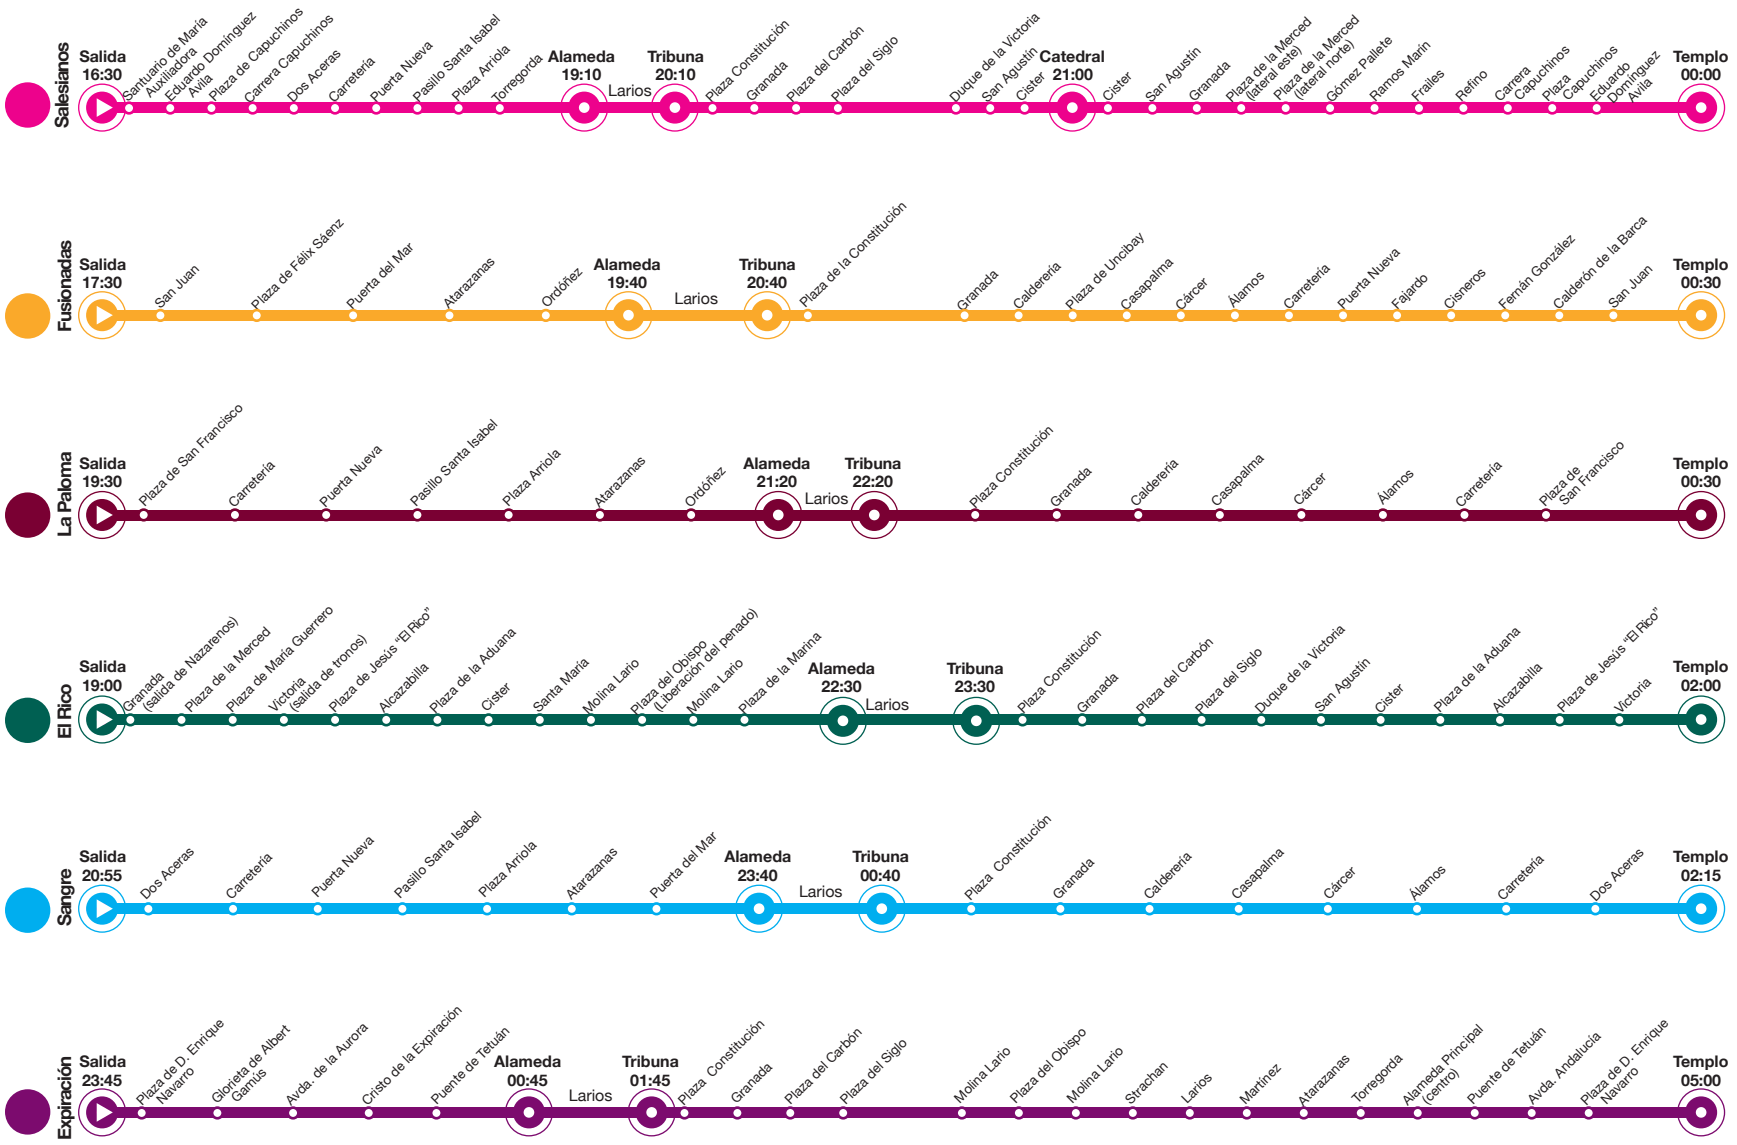 Salesianos
Salida
16:30
Santuario de María
Auxiliadora
Eduardo Domínguez
Avila
Plaza de Capuchinos
Carrera Capuchinos
Dos Aceras
Carretería
Puerta Nueva
Pasillo Santa Isabel
Plaza Arriola
Torregorda
Alameda
19:10
Larios
Tribuna
20:10
Plaza Constitución
Granada
Plaza del Carbón
Plaza del Siglo
Duque de la Victoria
San Agustín
Cister
Catedral
21:00
Cister
San Agustín
Granada
Plaza de la Merced
(lateral este)
Plaza de la Merced
(lateral norte)
Gómez Pallete
Ramos Marín
Frailes
Refino
Carrera
Capuchinos
Plaza
Capuchinos
Eduardo
Domínguez
Avila
Templo
00:00
Fusionadas
Salida
17:30
San Juan
Plaza de Félix Sáenz
Puerta del Mar
Atarazanas
Ordóñez
Alameda
19:40
Larios
Tribuna
20:40
Plaza de la Constitución
Granada
Calderería
Plaza de Uncibay
Casapalma
Cárcer
Álamos
Carretería
Puerta Nueva
Fajardo
Cisneros
Fernán González
Calderón de la Barca
San Juan
Templo
00:30
La Paloma
Salida
19:30
Plaza de San Francisco
Carretería
Puerta Nueva
Pasillo Santa Isabel
Plaza Arriola
Atarazanas
Ordóñez
Alameda
21:20
Larios
Tribuna
22:20
Plaza Constitución
Granada
Calderería
Casapalma
Cárcer
Álamos
Carretería
Plaza de
San Francisco
Templo
00:30
El Rico
Salida
19:00
Granada
(salida de Nazarenos)
Plaza de la Merced
Plaza de María Guerrero
Victoria
(salida de tronos)
Plaza de Jesús “El Rico”
Alcazabilla
Plaza de la Aduana
Cister
Santa María
Molina Lario
Plaza del Obispo
(Liberación del penado)
Molina Lario
Plaza de la Marina
Alameda
22:30
Larios
Tribuna
23:30
Plaza Constitución
Granada
Plaza del Carbón
Plaza del Siglo
Duque de la Victoria
San Agustín
Cister
Plaza de la Aduana
Alcazabilla
Plaza de Jesús “El Rico”
Victoria
Templo
02:00
Sangre
Salida
20:55
Dos Aceras
Carretería
Puerta Nueva
Pasillo Santa Isabel
Plaza Arriola
Atarazanas
Puerta del Mar
Alameda
23:40
Larios
Tribuna
00:40
Plaza Constitución
Granada
Calderería
Casapalma
Cárcer
Álamos
Carretería
Dos Aceras
Templo
02:15
Expiración
Salida
23:45
Plaza de D. Enrique
Navarro
Glorieta de Albert
Gamús
Avda. de la Aurora
Cristo de la Expiración
Puente de Tetuán
Alameda
00:45
Larios
Tribuna
01:45
Plaza Constitución
Granada
Plaza del Carbón
Plaza del Siglo
Molina Lario
Plaza del Obispo
Molina Lario
Strachan
Larios
Martínez
Atarazanas
Torregorda
Alameda Principal
(centro)
Puente de Tetuán
Avda. Andalucía
Plaza de D. Enrique
Navarro
Templo
05:00